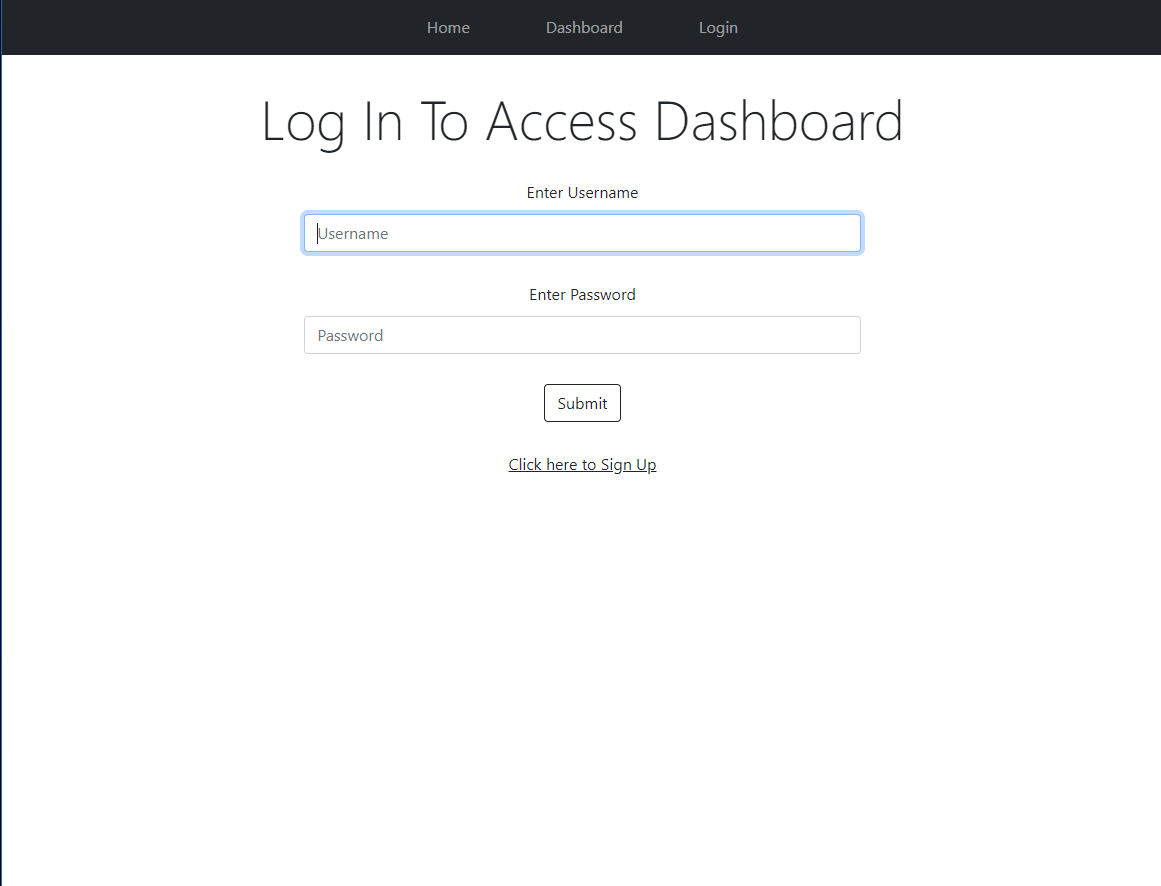 Home Dashboard Login
Log In To Access Dashboard
Enter Username
Username
Enter Password
Password
Submit
Click here to Sign Up